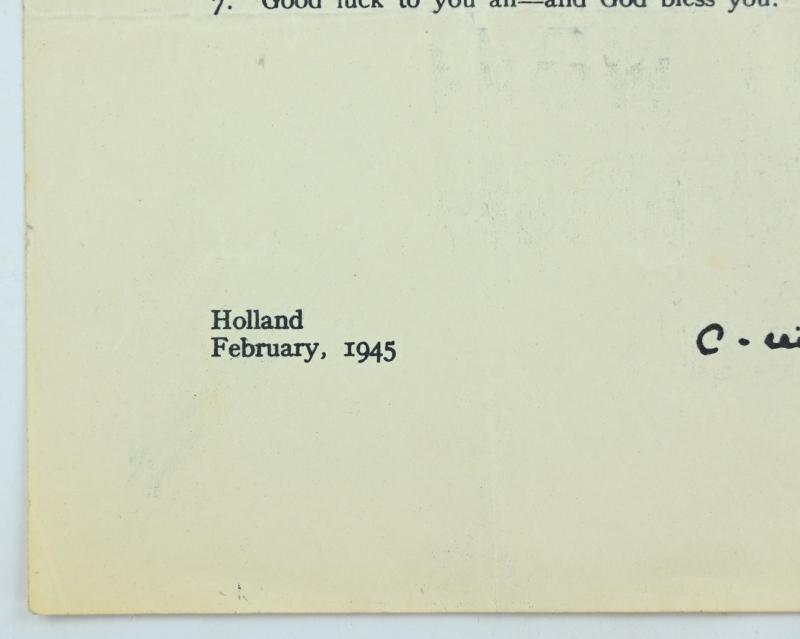 7. Good luck to you all—and God bless you.
Holland
February, 1945
C.